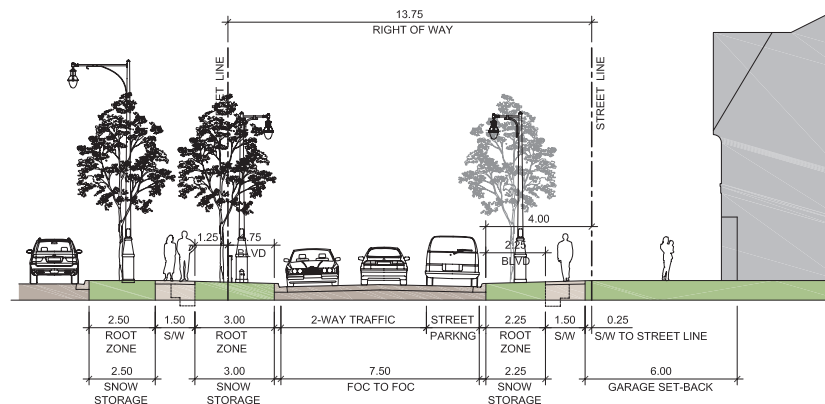 13.75
RIGHT OF WAY
ET LINE
STREET LINE
4.00
1.25
.75
BLVD
2.25
BLVD
2.50
1.50
3.00
2-WAY TRAFFIC
STREET
2.25
1.50
0.25
ROOT
ZONE
S/W
ROOT
ZONE
PARKNG
ROOT
ZONE
S/W
S/W TO STREET LINE
2.50
3.00
7.50
2.25
6.00
SNOW
STORAGE
SNOW
STORAGE
FOC TO FOC
SNOW
STORAGE
GARAGE SET-BACK